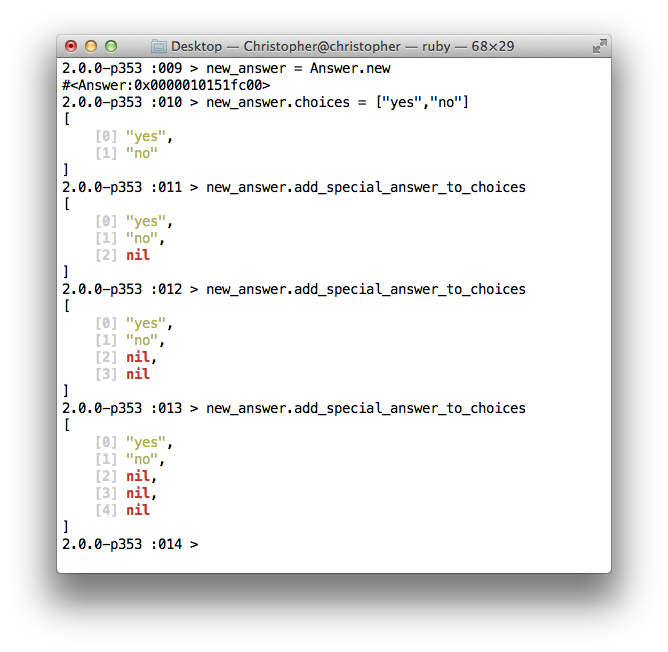 Desktop — Christopher@christopher — ruby — 68×29
2.0.0-p353 :009 > new_answer = Answer.new
#<Answer:0x0000010151fc00>
2.0.0-p353 :010 > new_answer.choices = ["yes","no"]
[
    [0] "yes",
    [1] "no"
]
2.0.0-p353 :011 > new_answer.add_special_answer_to_choices
[
    [0] "yes",
    [1] "no",
    [2] nil
]
2.0.0-p353 :012 > new_answer.add_special_answer_to_choices
[
    [0] "yes",
    [1] "no",
    [2] nil,
    [3] nil
]
2.0.0-p353 :013 > new_answer.add_special_answer_to_choices
[
    [0] "yes",
    [1] "no",
    [2] nil,
    [3] nil,
    [4] nil
]
2.0.0-p353 :014 >